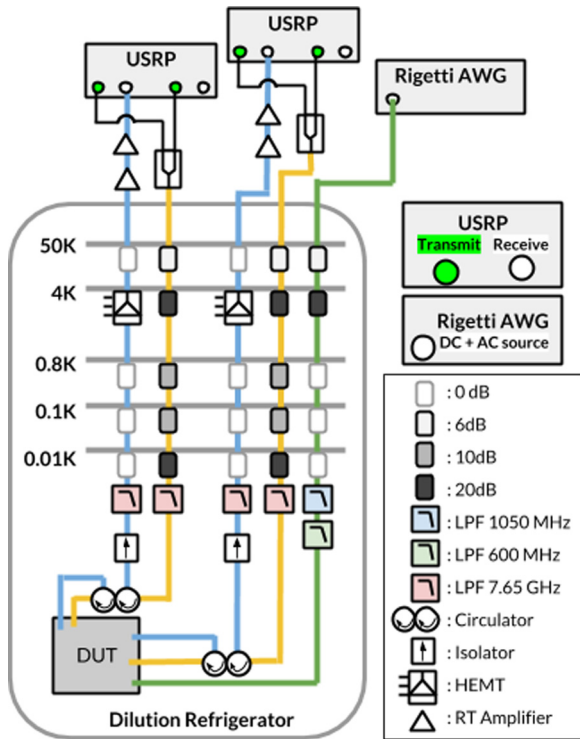 USRP
USRP
Rigetti AWG
USRP
Transmit Receive
Rigetti AWG
DC + AC source
50K
4K
0.8K
0.1K
0.01K
: 0 dB
: 6dB
: 10dB
: 20dB
: LPF 1050 MHz
: LPF 600 MHz
: LPF 7.65 GHz
: Circulator
: Isolator
: HEMT
: RT Amplifier
DUT
Dilution Refrigerator